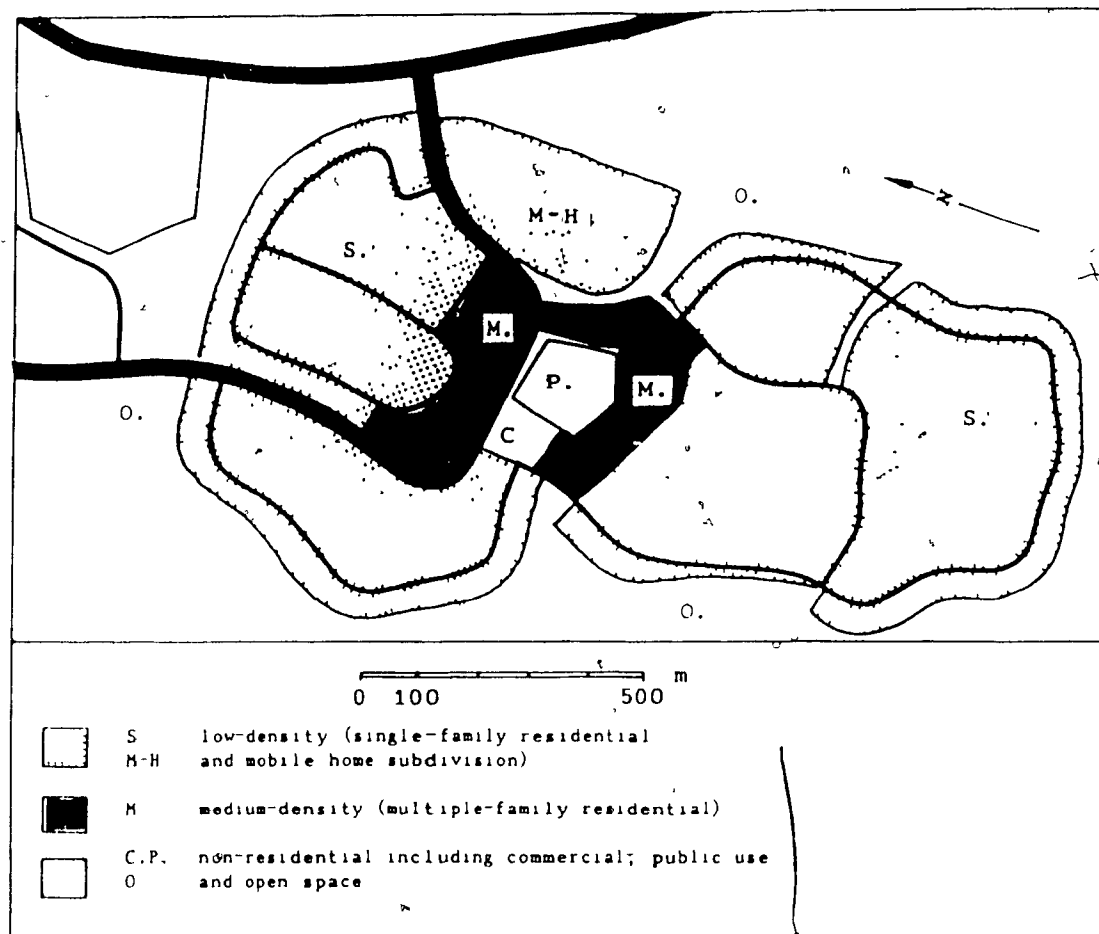 O.
M-H
N
S.
M.
P.
M.
C
S.
O.
O.
0 100 500 m
S low-density (single-family residential
M-H and mobile home subdivision)
M medium-density (multiple-family residential)
C.P. non-residential including commercial, public use
O and open space